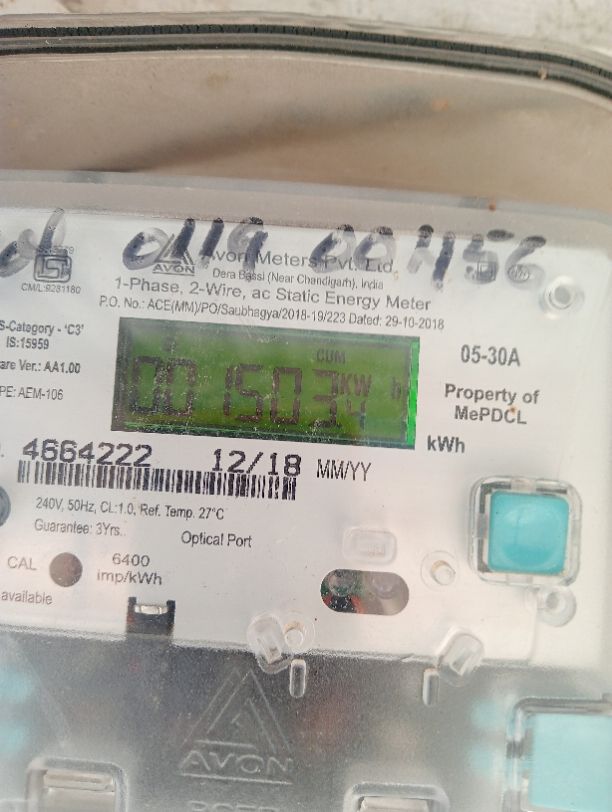 0119 007156
AVON
Avon Meters Pvt. Ltd.
Dera Bassi (Near Chandigarh), India
CM/L:9281180
1-Phase, 2-Wire, ac Static Energy Meter
P.O. No.: ACE(MM)/PO/Saubhagya/2018-19/223 Dated: 29-10-2018
S-Category - 'C3'
IS:15959
are Ver.: AA1.00
PE: AEM-106
CUM
001503 KW h
05-30A
Property of
MePDCL
kWh
4664222 12/18 MM/YY
240V, 50Hz, CL:1.0, Ref. Temp. 27°C
Guarantee: 3Yrs..
Optical Port
CAL
6400
imp/kWh
available
AVON